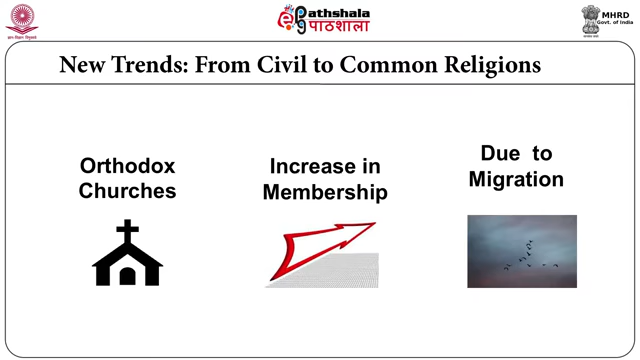 Pathshala
पाठशाला
MHRD
Govt. of India
New Trends: From Civil to Common Religions
Orthodox
Churches
Increase in
Membership
Due to
Migration